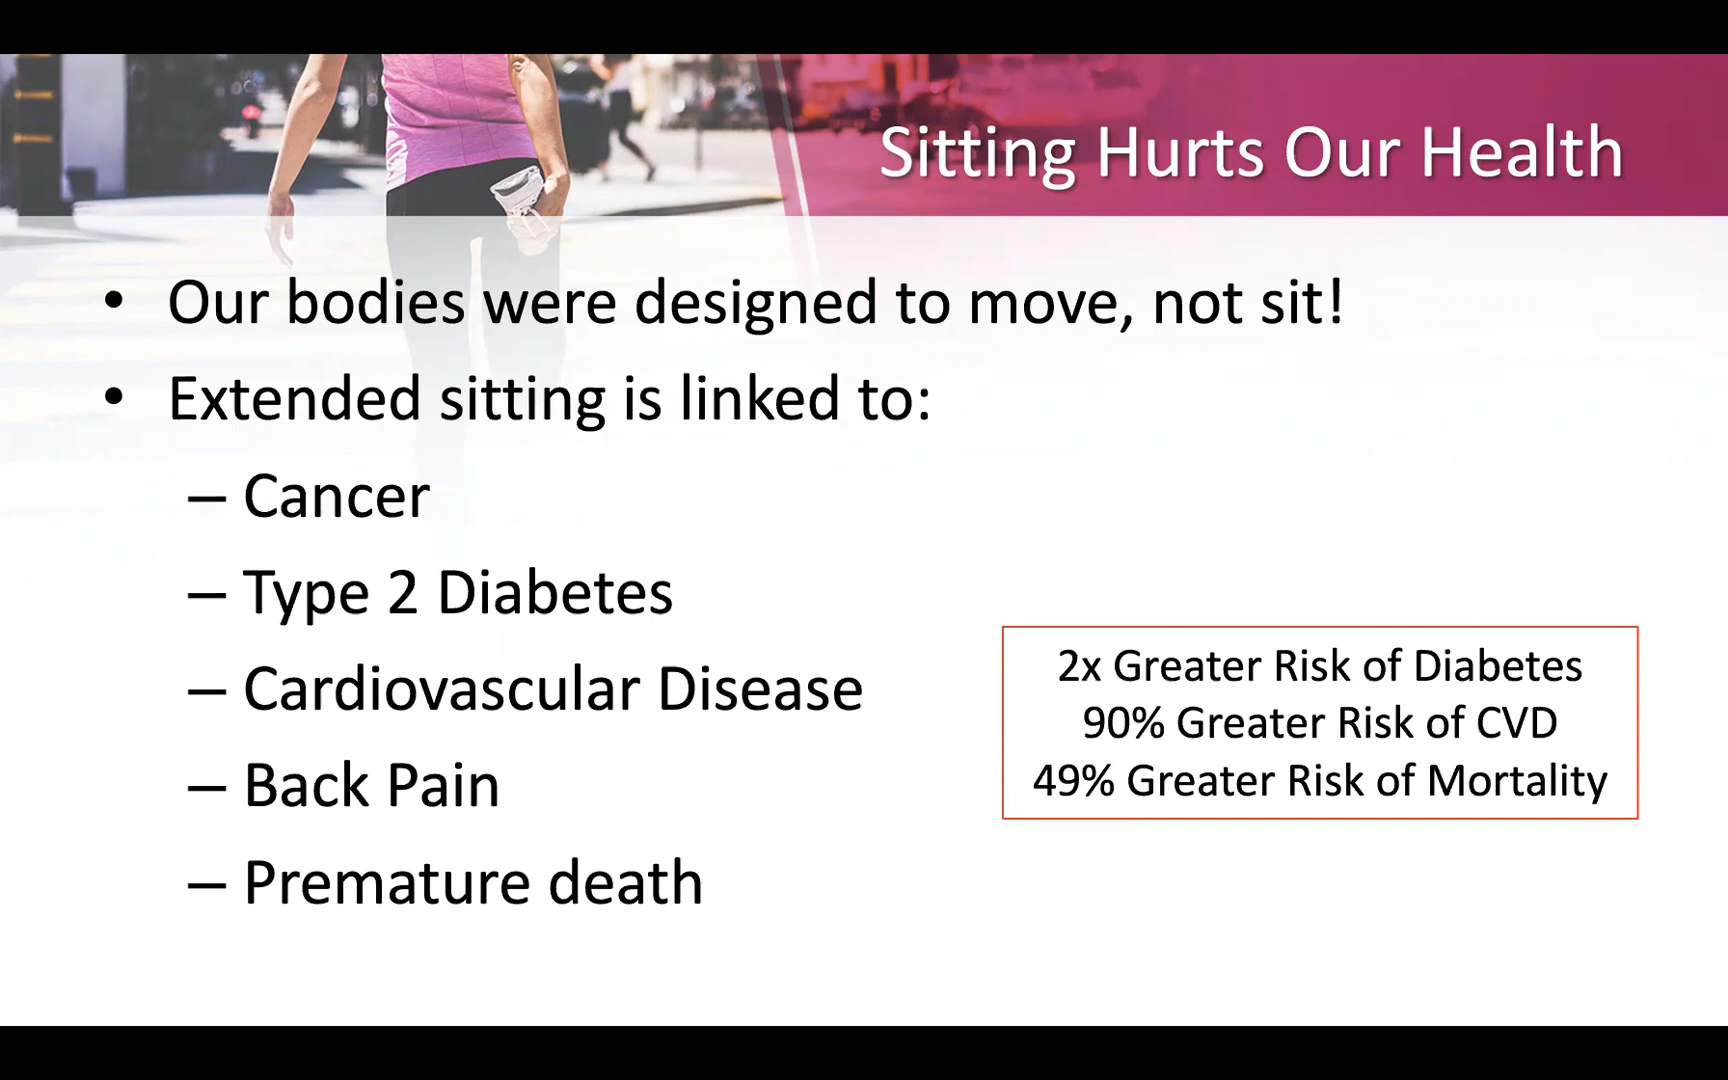 Sitting Hurts Our Health
• Our bodies were designed to move, not sit!
• Extended sitting is linked to:
– Cancer
– Type 2 Diabetes
– Cardiovascular Disease
– Back Pain
– Premature death
2x Greater Risk of Diabetes
90% Greater Risk of CVD
49% Greater Risk of Mortality